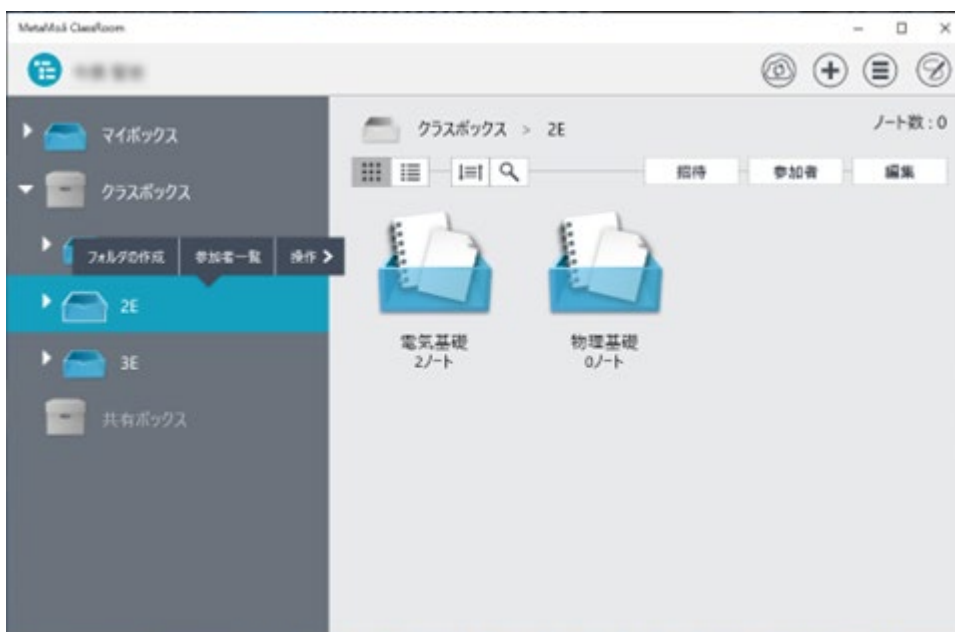 MetaMoJi ClassRoom
マイボックス
クラスボックス
フォルダの作成 参加者一覧 操作
2E
3E
共有ボックス
クラスボックス > 2E
ノート数 : 0
招待 参加者 編集
電気基礎
2ノート
物理基礎
0ノート